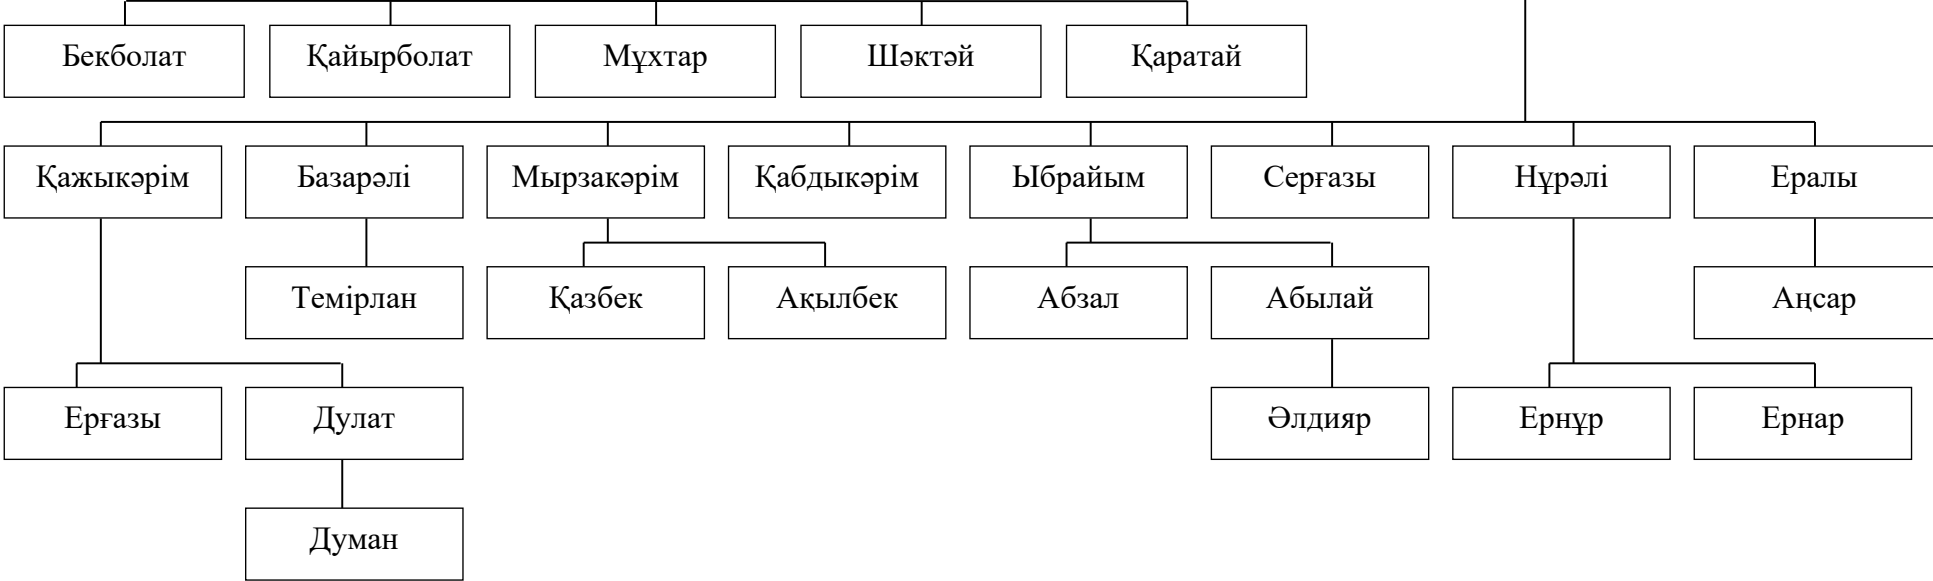 Бекболат
Қайырболат
Мұхтар
Шәктәй
Қаратай
Қажыкәрім
Базарәлі
Мырзакәрім
Қабдыкәрім
Ыбрайым
Серғазы
Нұрәлі
Ералы
Темірлан
Қазбек
Ақылбек
Абзал
Абылай
Аңсар
Ерғазы
Дулат
Әлдияр
Ернұр
Ернар
Думан